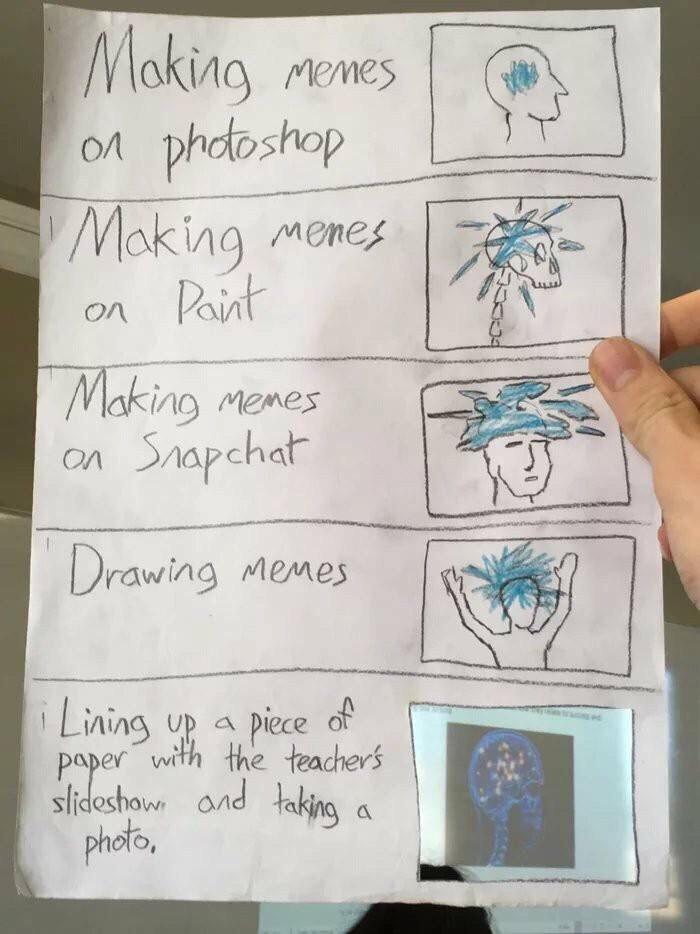 Making memes
on photoshop
Making memes
on Paint
Making memes
on Snapchat
Drawing memes
Lining up a piece of
paper with the teacher's
slideshow and taking a
photo.